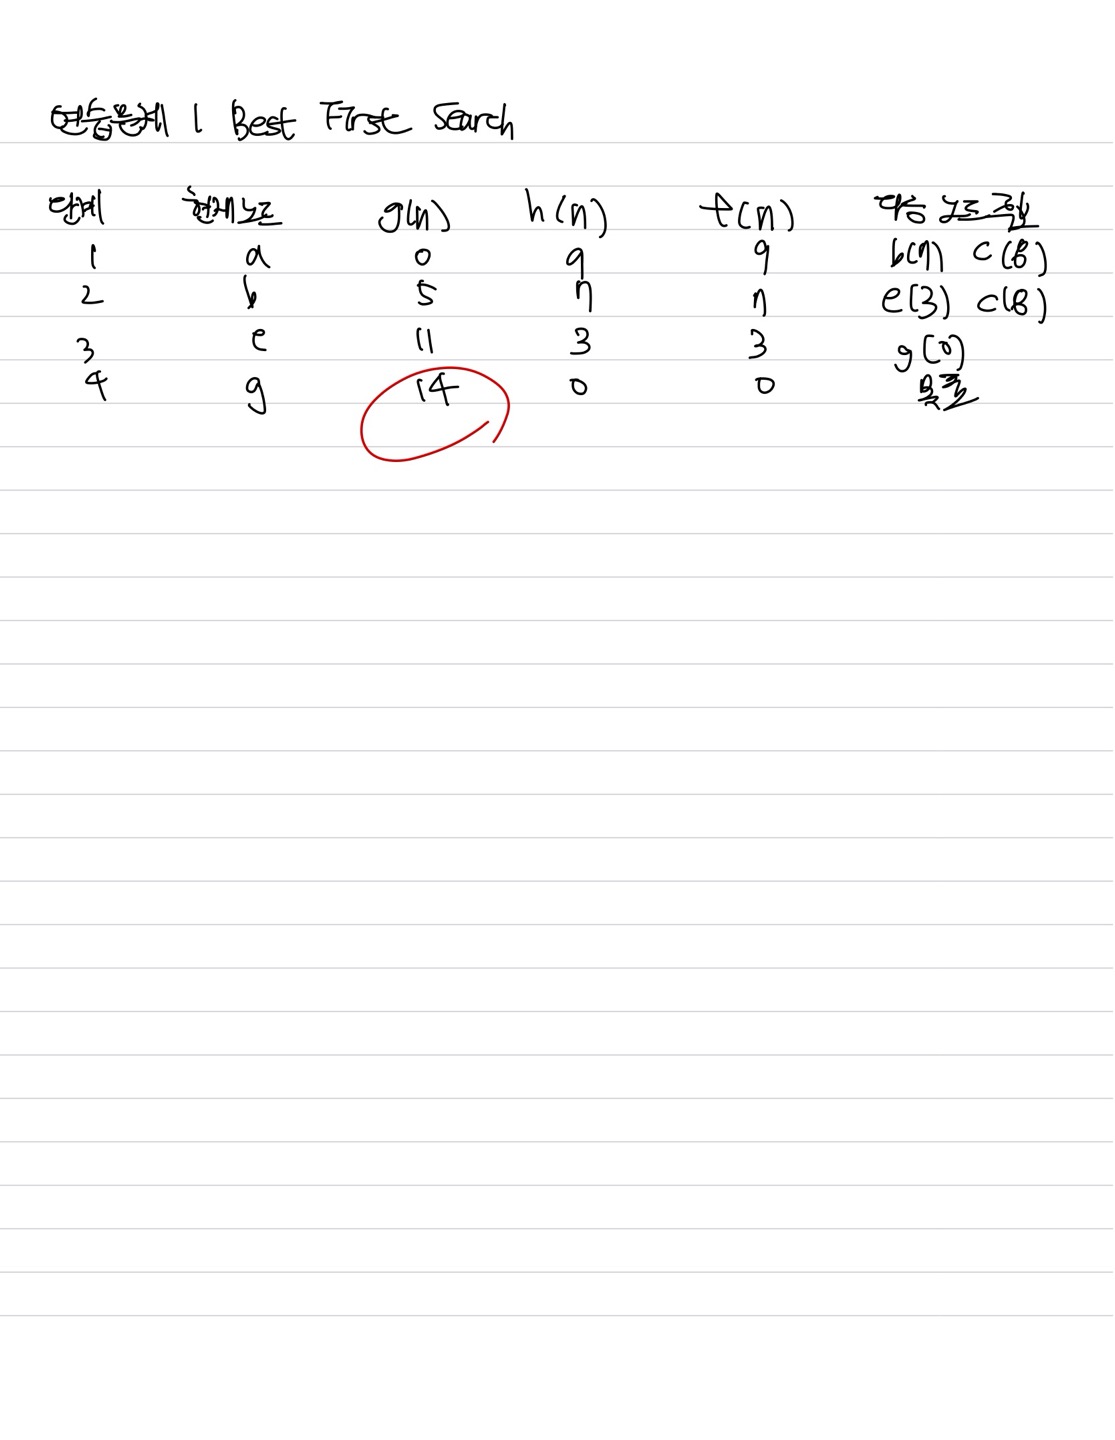 연습문제 1 Best First Search
단계 현재노드 g(n) h(n) f(n) 다음 노드 후보
1 a 0 9 9 b(7) c(8)
2 b 5 7 7 e(3) c(8)
3 e 11 3 3 g(0)
4 g 14 0 0 목표